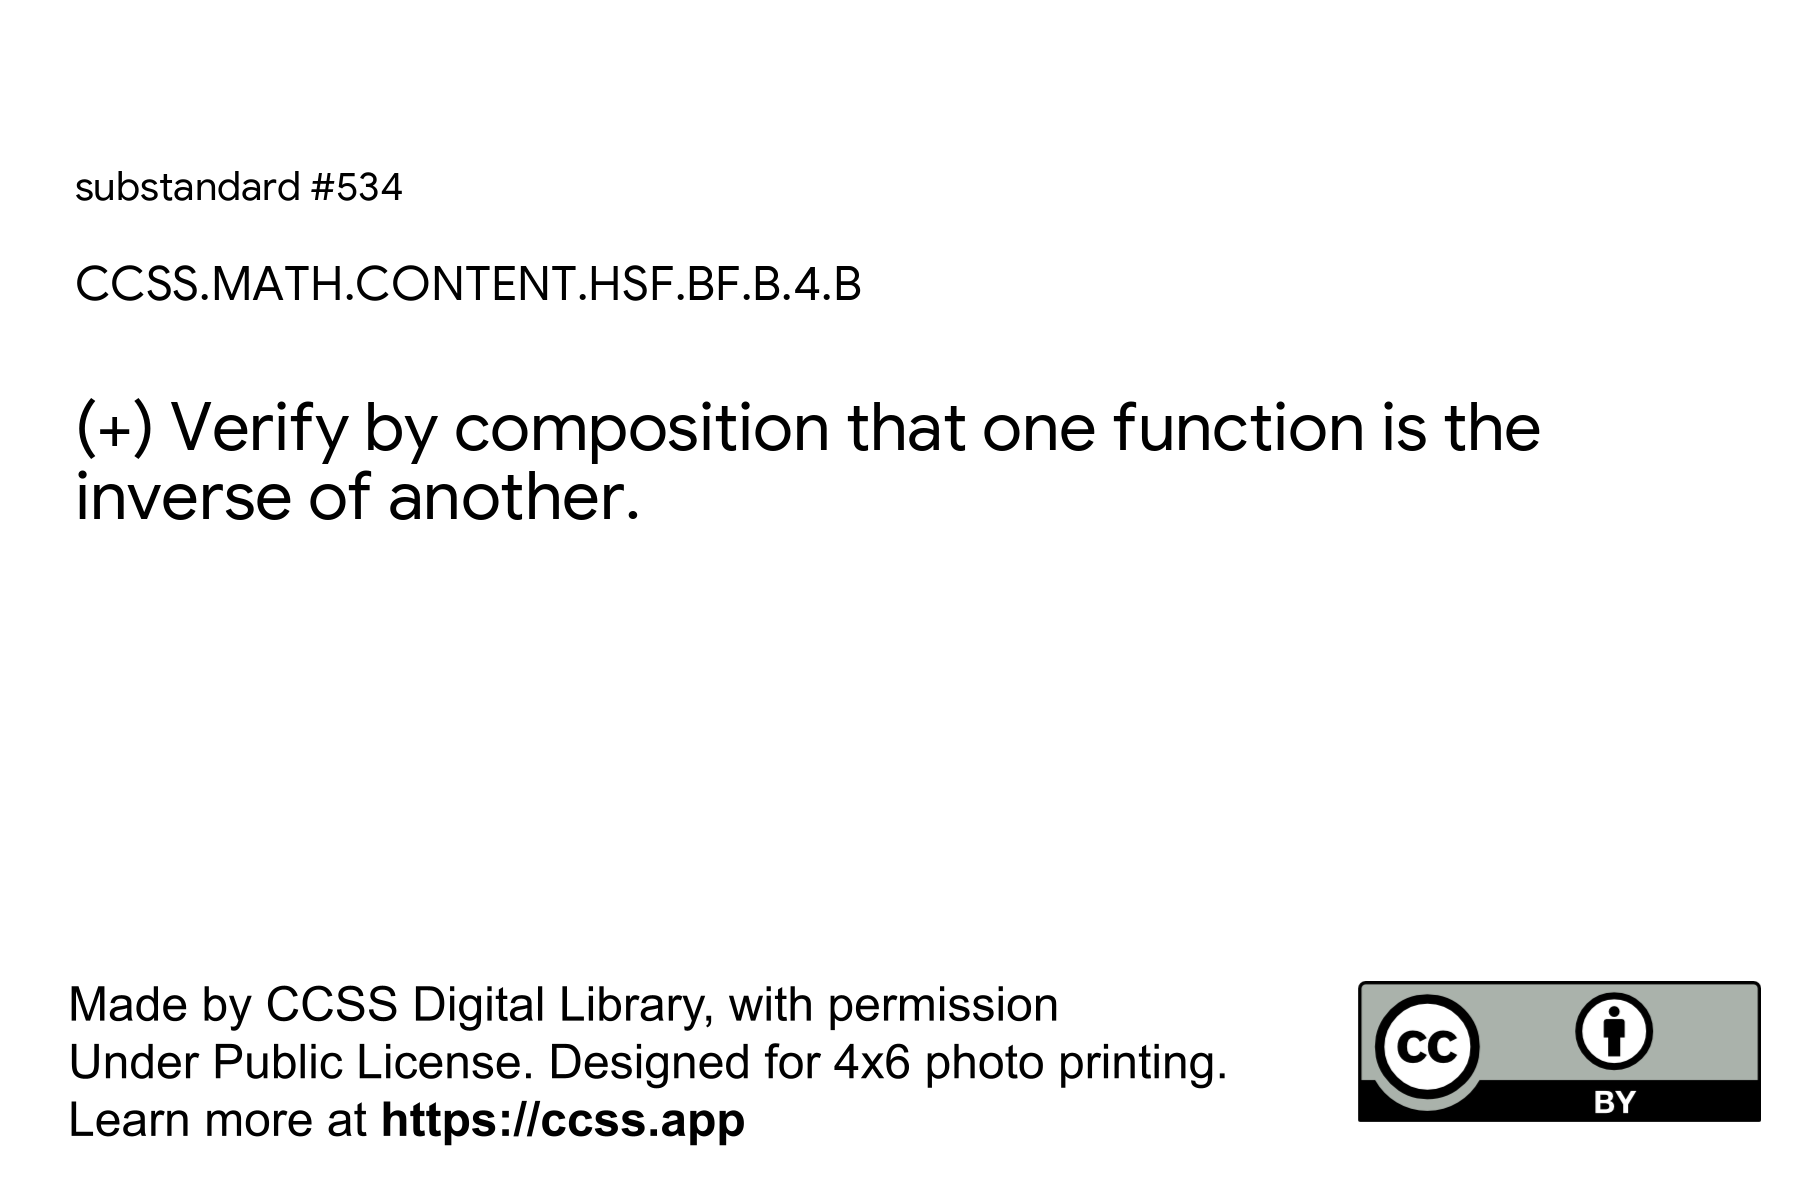 substandard #534
CCSS.MATH.CONTENT.HSF.BF.B.4.B
(+) Verify by composition that one function is the
inverse of another.
Made by CCSS Digital Library, with permission
Under Public License. Designed for 4x6 photo printing.
Learn more at https://ccss.app
cc
BY